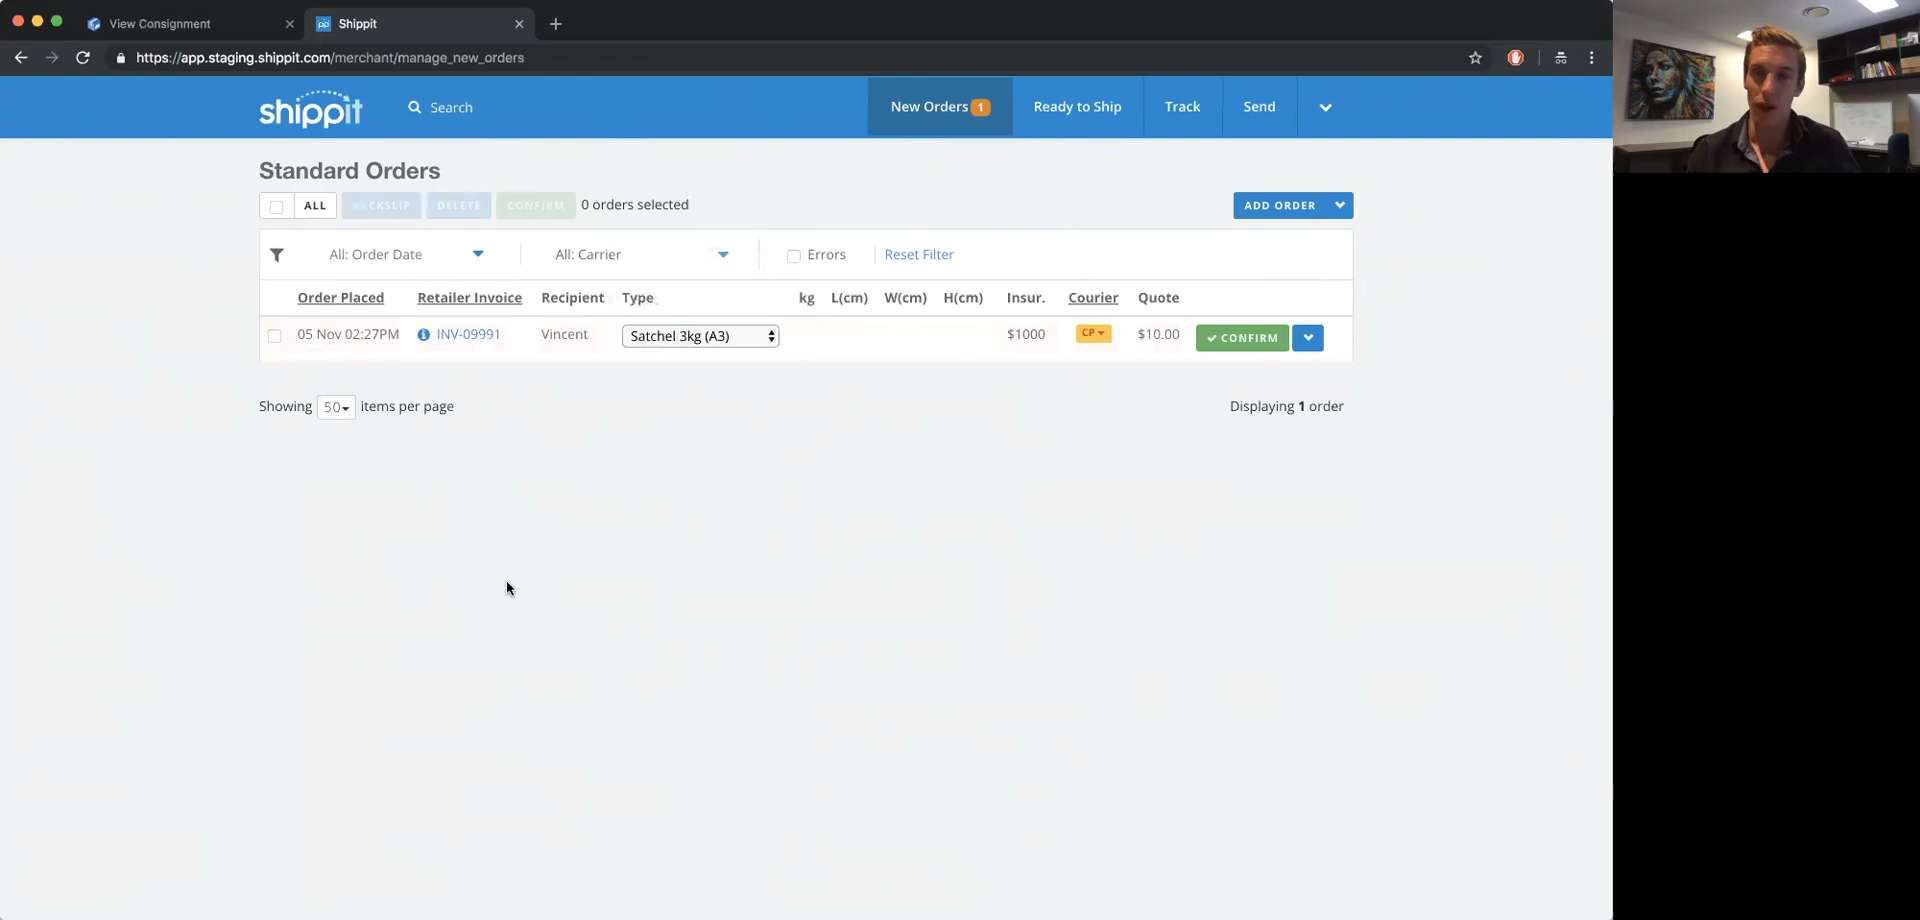 View Consignment
Shippit
https://app.staging.shippit.com/merchant/manage_new_orders
shippit
Search
New Orders 1
Ready to Ship
Track
Send
Standard Orders
ALL
DELETE
CONFIRM
0 orders selected
ADD ORDER
All: Order Date
All: Carrier
Errors
Reset Filter
Order Placed Retailer Invoice Recipient Type kg L(cm) W(cm) H(cm) Insur. Courier Quote
05 Nov 02:27PM INV-09991 Vincent Satchel 3kg (A3) $1000 CP $10.00 CONFIRM
Showing 50 items per page
Displaying 1 order